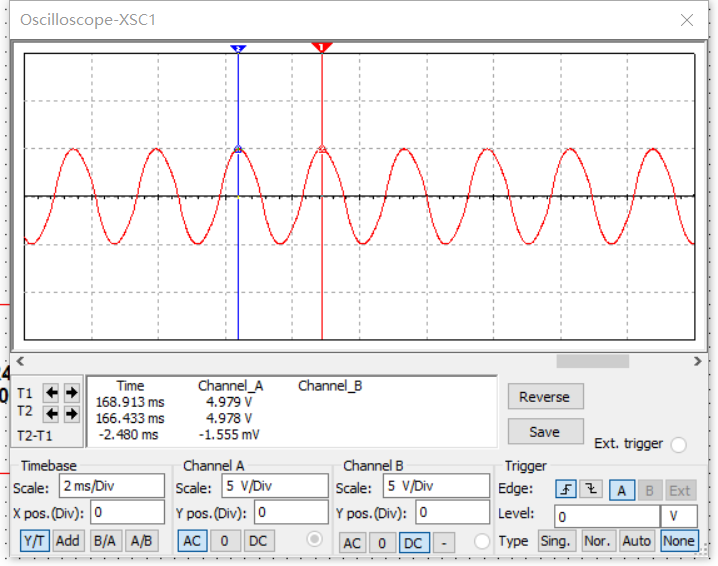 Oscilloscope-XSC1
2 1
T1 Time Channel_A Channel_B
168.913 ms 4.979 V
T2 166.433 ms 4.978 V
T2-T1 -2.480 ms -1.555 mV
Reverse
Save
Ext. trigger
Timebase Channel A Channel B Trigger
Scale: 2 ms/Div Scale: 5 V/Div Scale: 5 V/Div Edge: A B Ext
X pos.(Div): 0 Y pos.(Div): 0 Y pos.(Div): 0 Level: 0 V
Y/T Add B/A A/B AC 0 DC AC 0 DC - Type Sing. Nor. Auto None